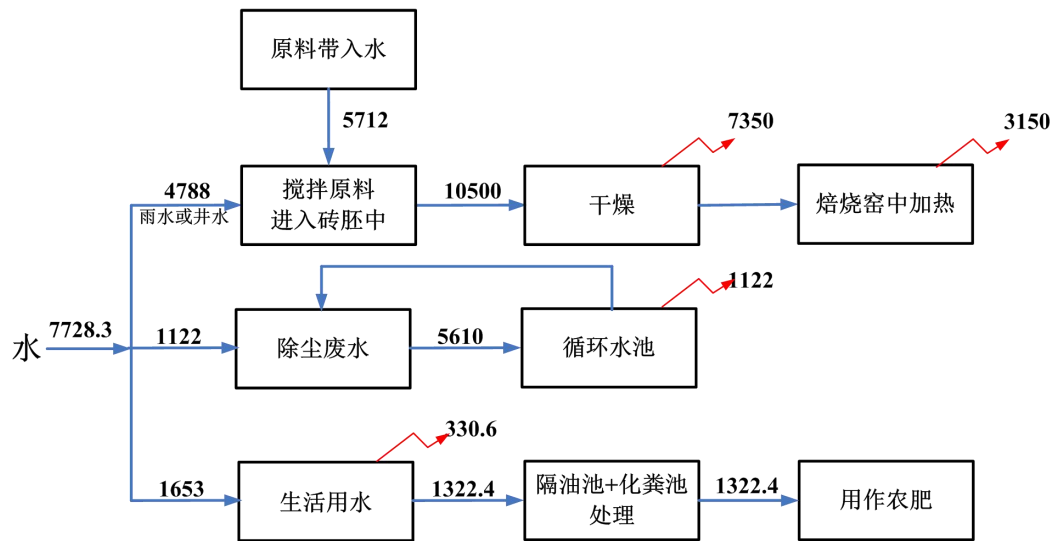 原料带入水
5712
7350
3150
4788
雨水或井水
搅拌原料
进入砖胚中
10500
干燥
焙烧窑中加热
1122
水
7728.3
1122
除尘废水
5610
循环水池
330.6
1653
生活用水
1322.4
隔油池+化粪池
处理
1322.4
用作农肥